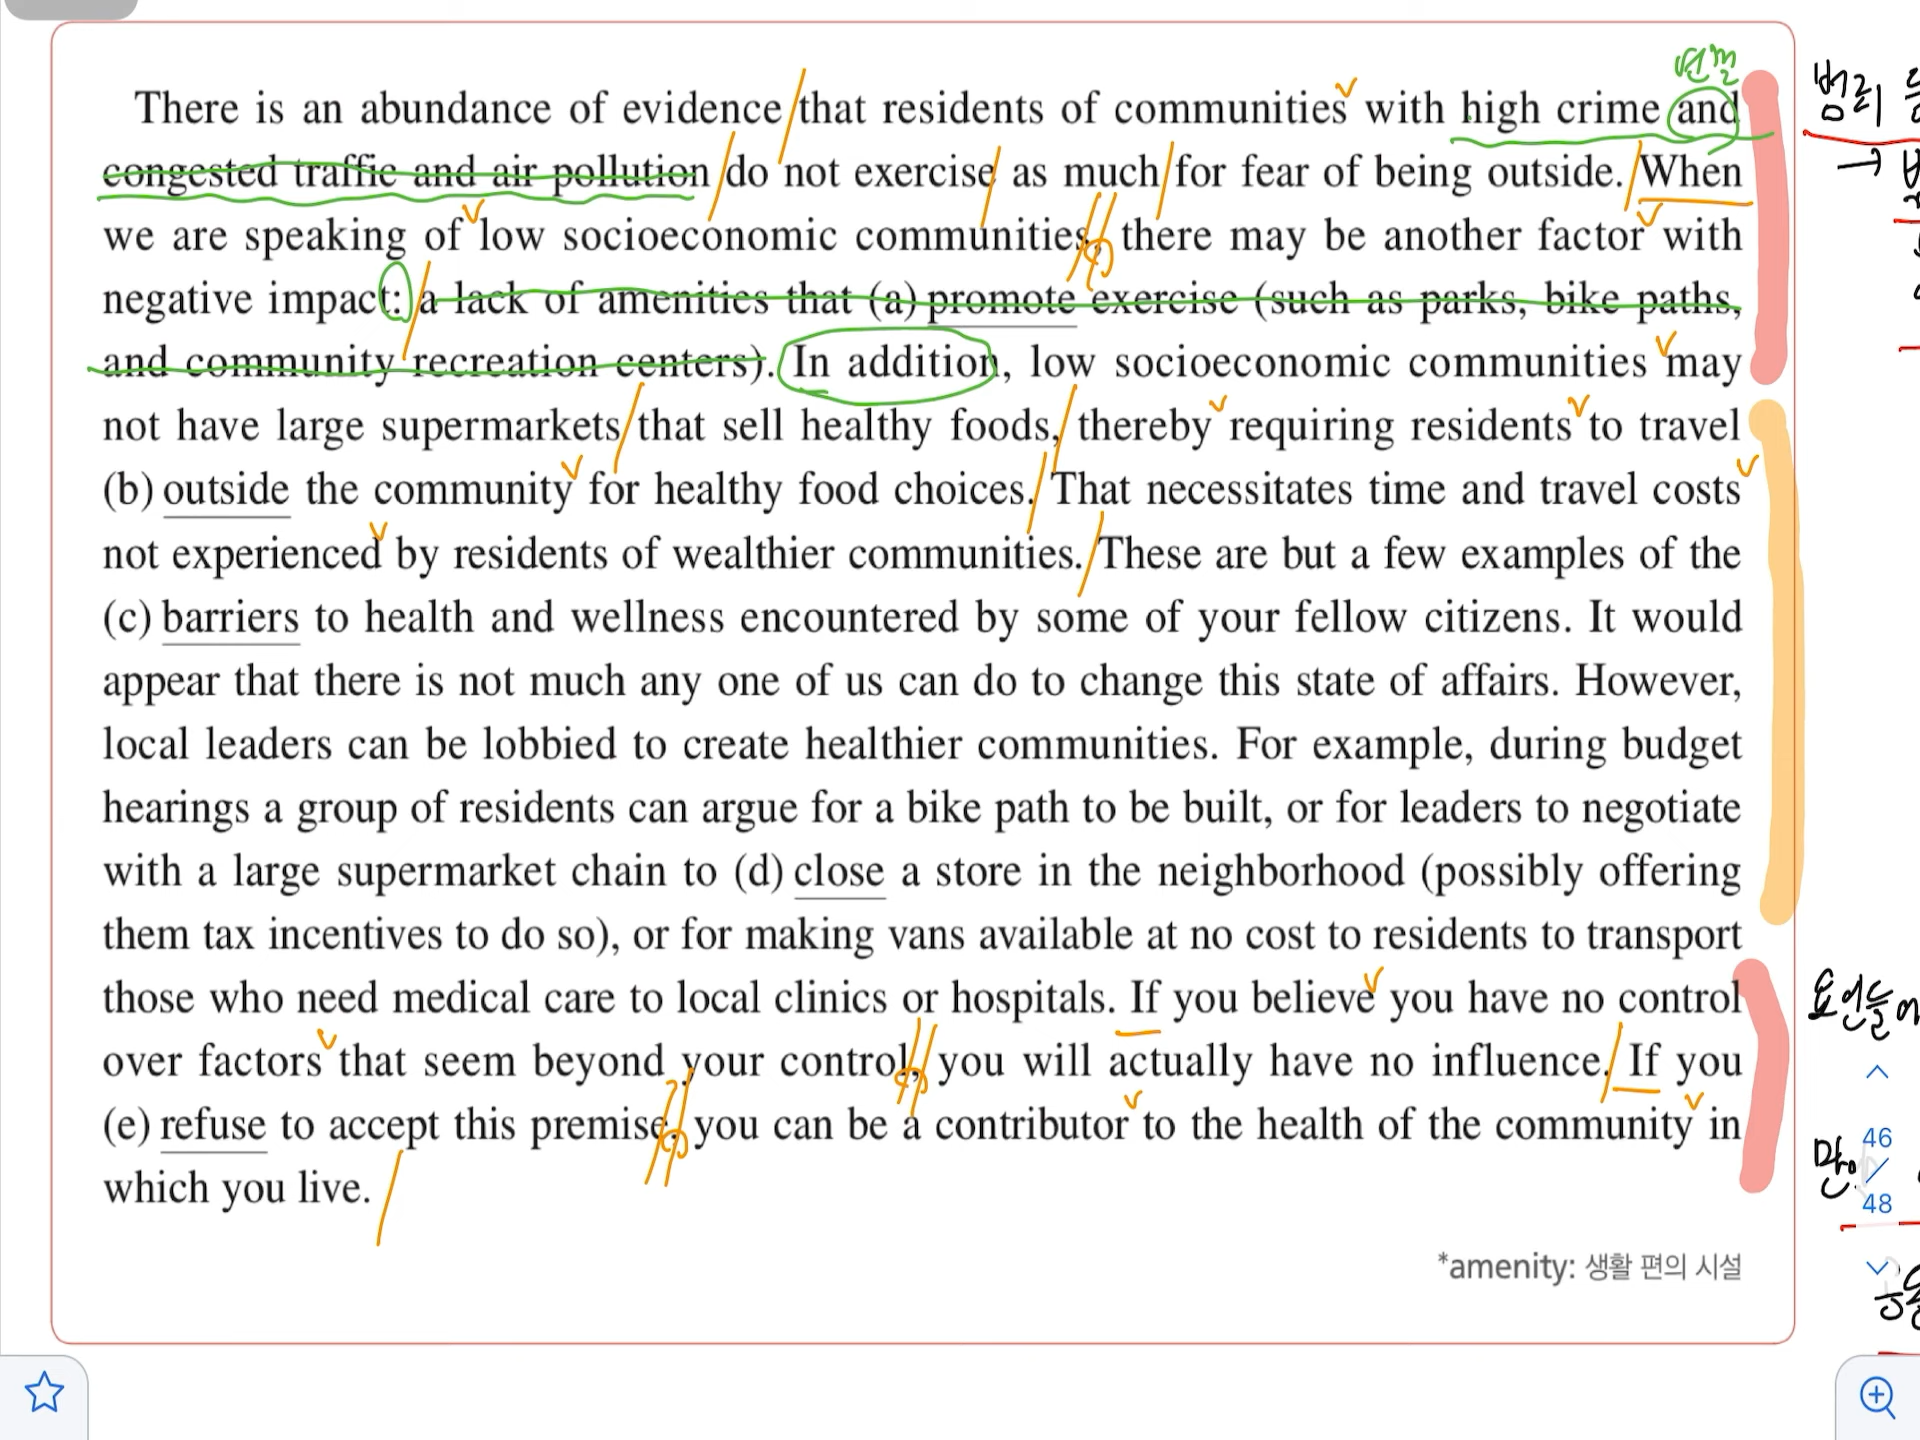 연결
There is an abundance of evidence that residents of communities with high crime and
congested traffic and air pollution do not exercise as much for fear of being outside. When
we are speaking of low socioeconomic communities, there may be another factor with
negative impact: a lack of amenities that (a) promote exercise (such as parks, bike paths,
and community recreation centers). In addition, low socioeconomic communities may
not have large supermarkets that sell healthy foods, thereby requiring residents to travel
(b) outside the community for healthy food choices. That necessitates time and travel costs
not experienced by residents of wealthier communities. These are but a few examples of the
(c) barriers to health and wellness encountered by some of your fellow citizens. It would
appear that there is not much any one of us can do to change this state of affairs. However,
local leaders can be lobbied to create healthier communities. For example, during budget
hearings a group of residents can argue for a bike path to be built, or for leaders to negotiate
with a large supermarket chain to (d) close a store in the neighborhood (possibly offering
them tax incentives to do so), or for making vans available at no cost to residents to transport
those who need medical care to local clinics or hospitals. If you believe you have no control
over factors that seem beyond your control, you will actually have no influence. If you
(e) refuse to accept this premise, you can be a contributor to the health of the community in
which you live.
*amenity: 생활 편의 시설
46
48